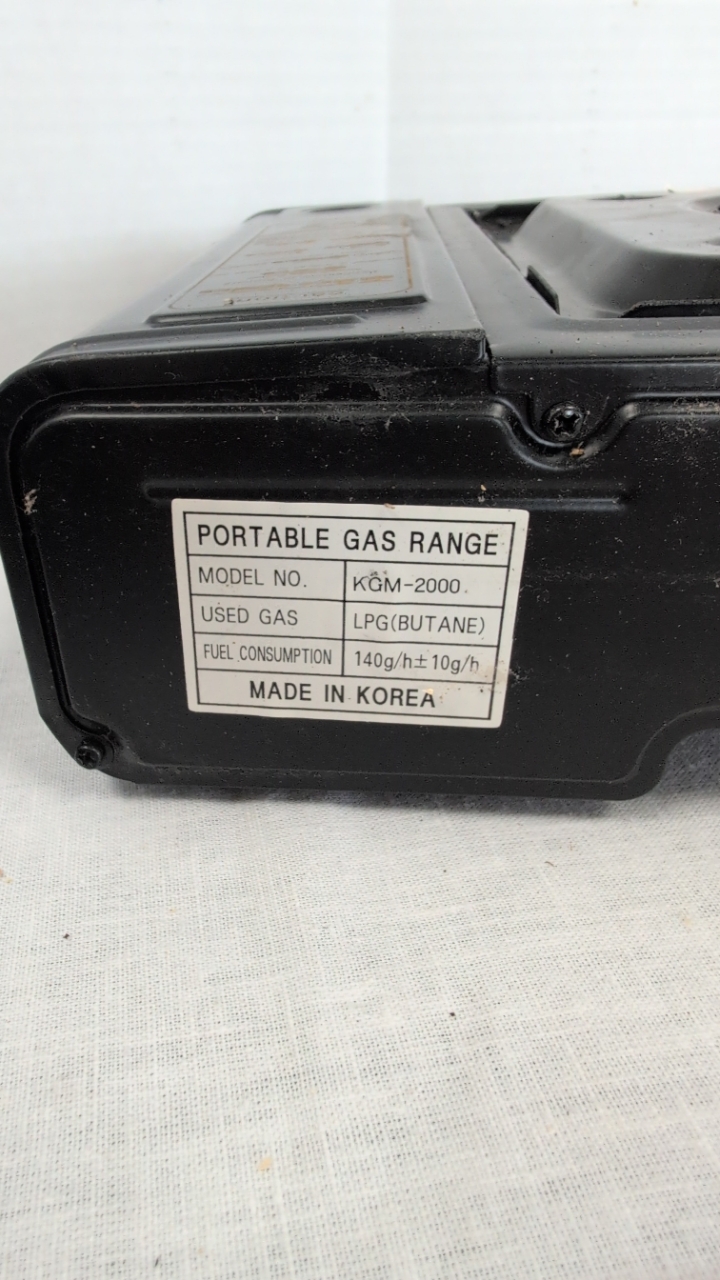 PORTABLE GAS RANGE
MODEL NO. KGM-2000
USED GAS LPG(BUTANE)
FUEL CONSUMPTION 140g/h±10g/h
MADE IN KOREA